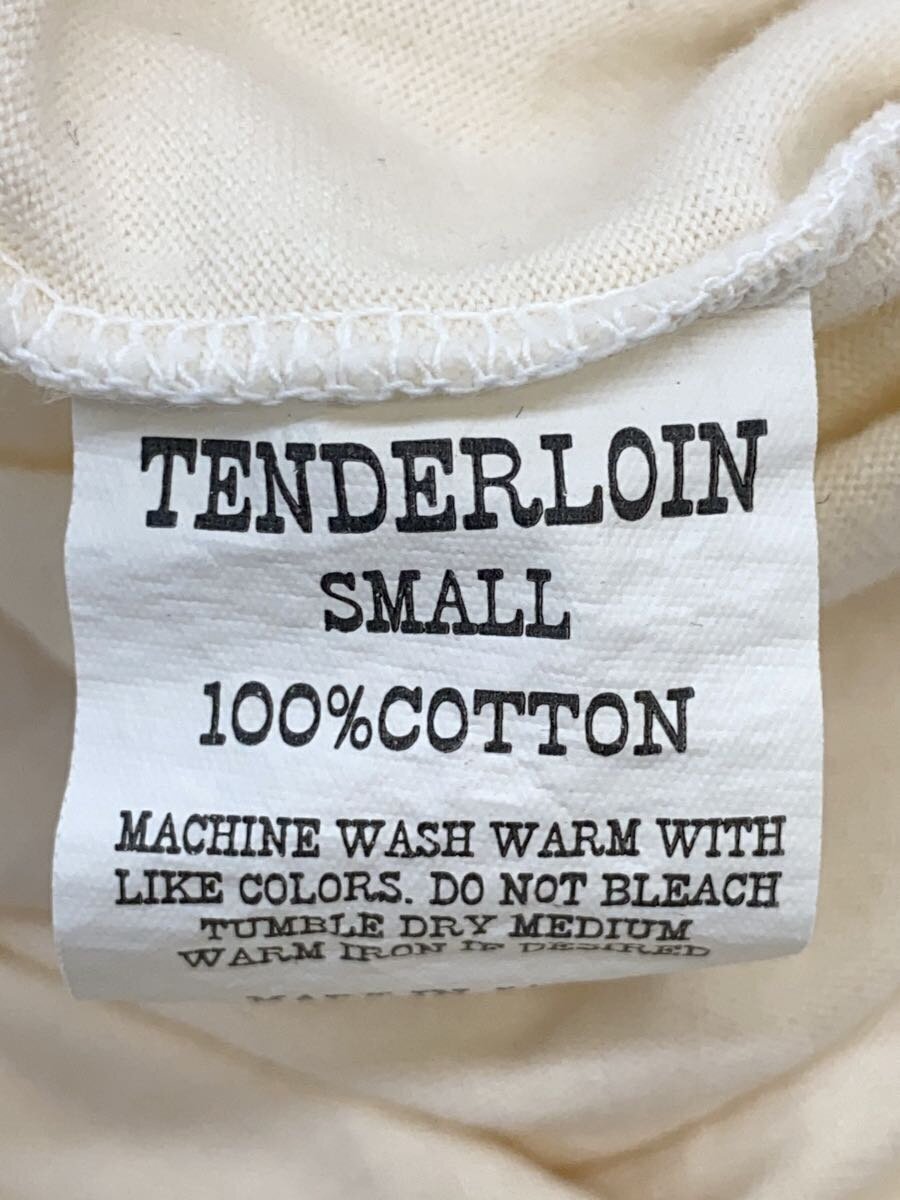 TENDERLOIN
SMALL
100%COTTON
MACHINE WASH WARM WITH
LIKE COLORS. DO NOT BLEACH
TUMBLE DRY MEDIUM
WARM IRON IF DESIRED